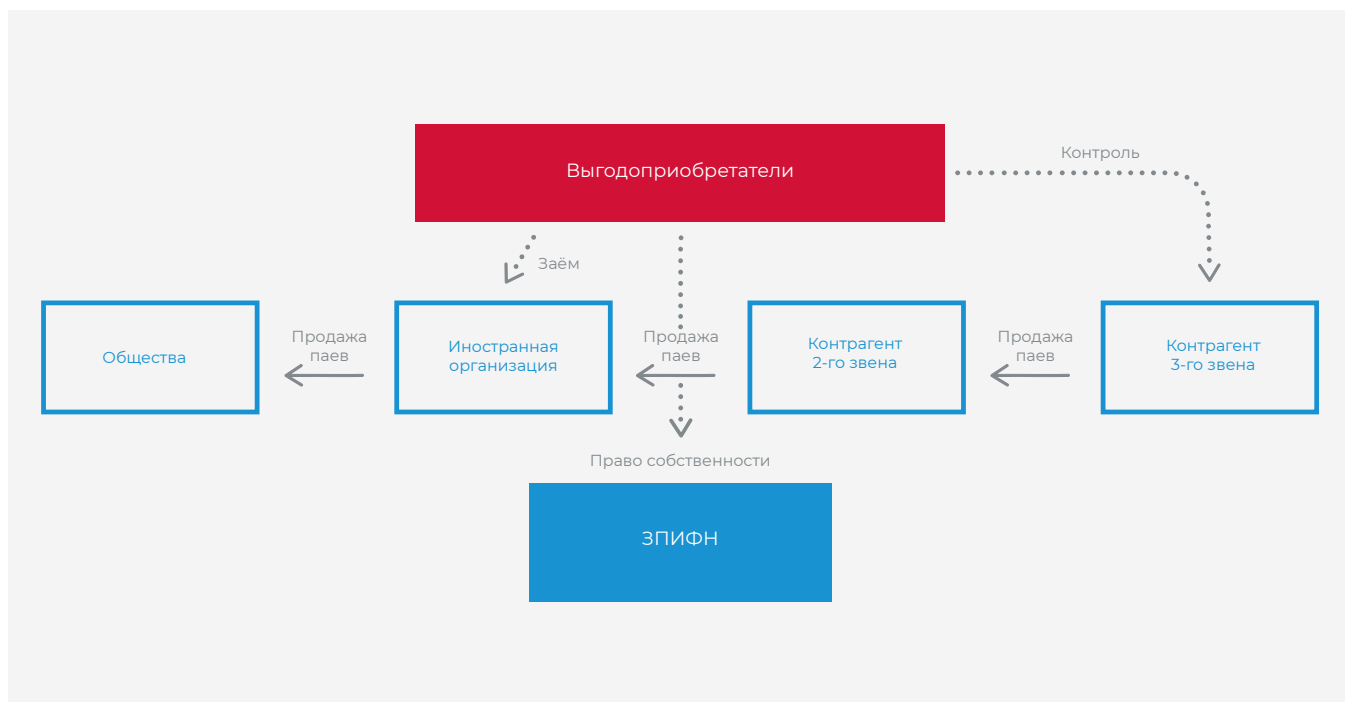 Выгодоприобретатели
Контроль
Заём
Общества
Продажа
паев
Иностранная
организация
Продажа
паев
Контрагент
2-го звена
Продажа
паев
Контрагент
3-го звена
Право собственности
ЗПИФН